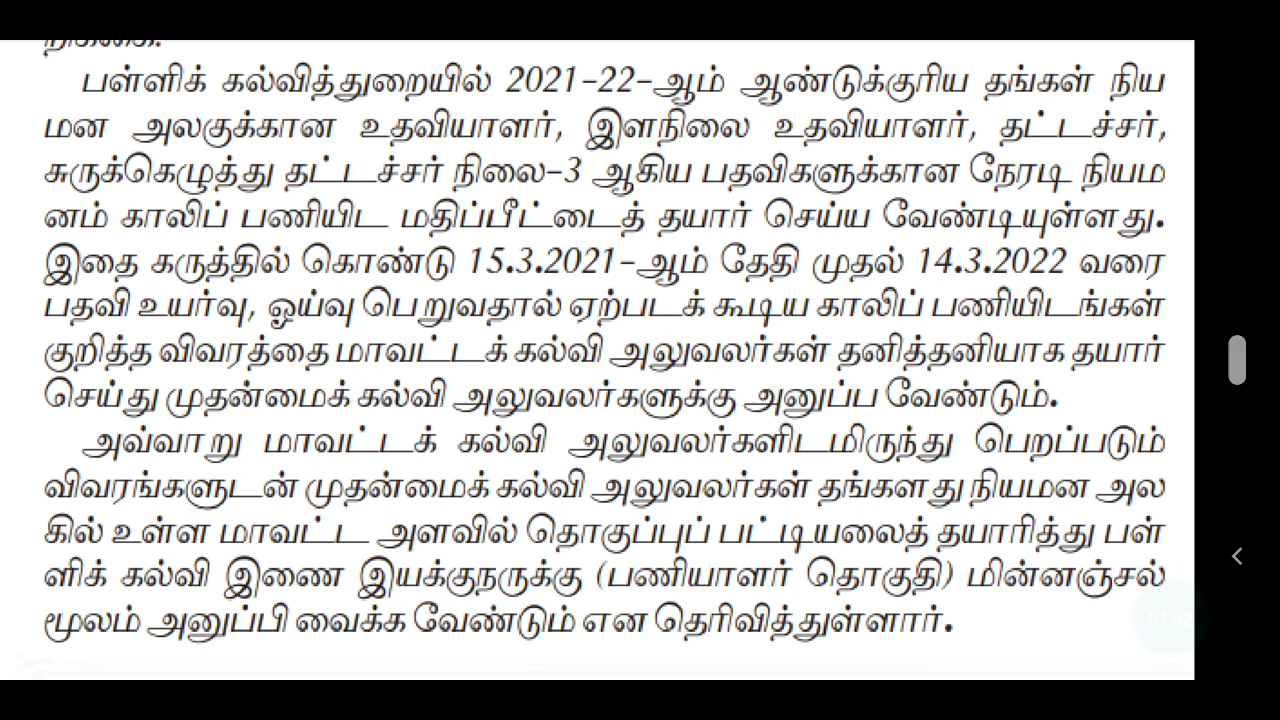 பள்ளிக் கல்வித்துறையில் 2021-22-ஆம் ஆண்டுக்குரிய தங்கள் நிய
மன அலகுக்கான உதவியாளர், இளநிலை உதவியாளர், தட்டச்சர்,
சுருக்கெழுத்து தட்டச்சர் நிலை-3 ஆகிய பதவிகளுக்கான நேரடி நியம
னம் காலிப் பணியிட மதிப்பீட்டைத் தயார் செய்ய வேண்டியுள்ளது.
இதை கருத்தில் கொண்டு 15.3.2021-ஆம் தேதி முதல் 14.3.2022 வரை
பதவி உயர்வு, ஓய்வு பெறுவதால் ஏற்படக் கூடிய காலிப் பணியிடங்கள்
குறித்த விவரத்தை மாவட்டக் கல்வி அலுவலர்கள் தனித்தனியாக தயார்
செய்து முதன்மைக் கல்வி அலுவலர்களுக்கு அனுப்ப வேண்டும்.
அவ்வாறு மாவட்டக் கல்வி அலுவலர்களிடமிருந்து பெறப்படும்
விவரங்களுடன் முதன்மைக் கல்வி அலுவலர்கள் தங்களது நியமன அல
கில் உள்ள மாவட்ட அளவில் தொகுப்புப் பட்டியலைத் தயாரித்து பள்
ளிக் கல்வி இணை இயக்குநருக்கு (பணியாளர் தொகுதி) மின்னஞ்சல்
மூலம் அனுப்பி வைக்க வேண்டும் என தெரிவித்துள்ளார்.
01:52